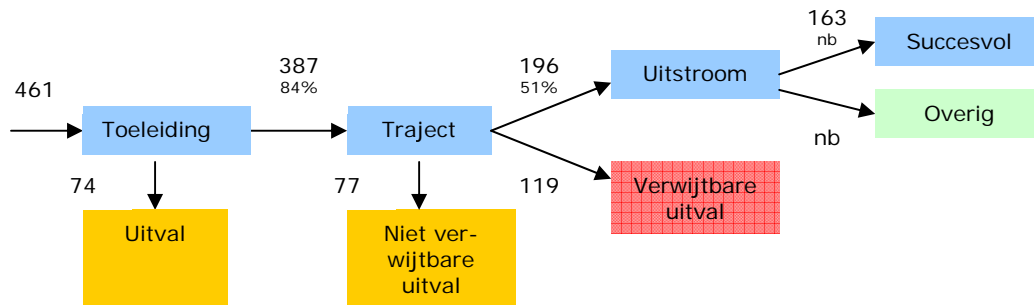 163
nb
Succesvol
387
84%
196
51%
Uitstroom
461
Toeleiding
Traject
Overig
nb
74
77
119
Verwijtbare
uitval
Uitval
Niet ver-
wijtbare
uitval